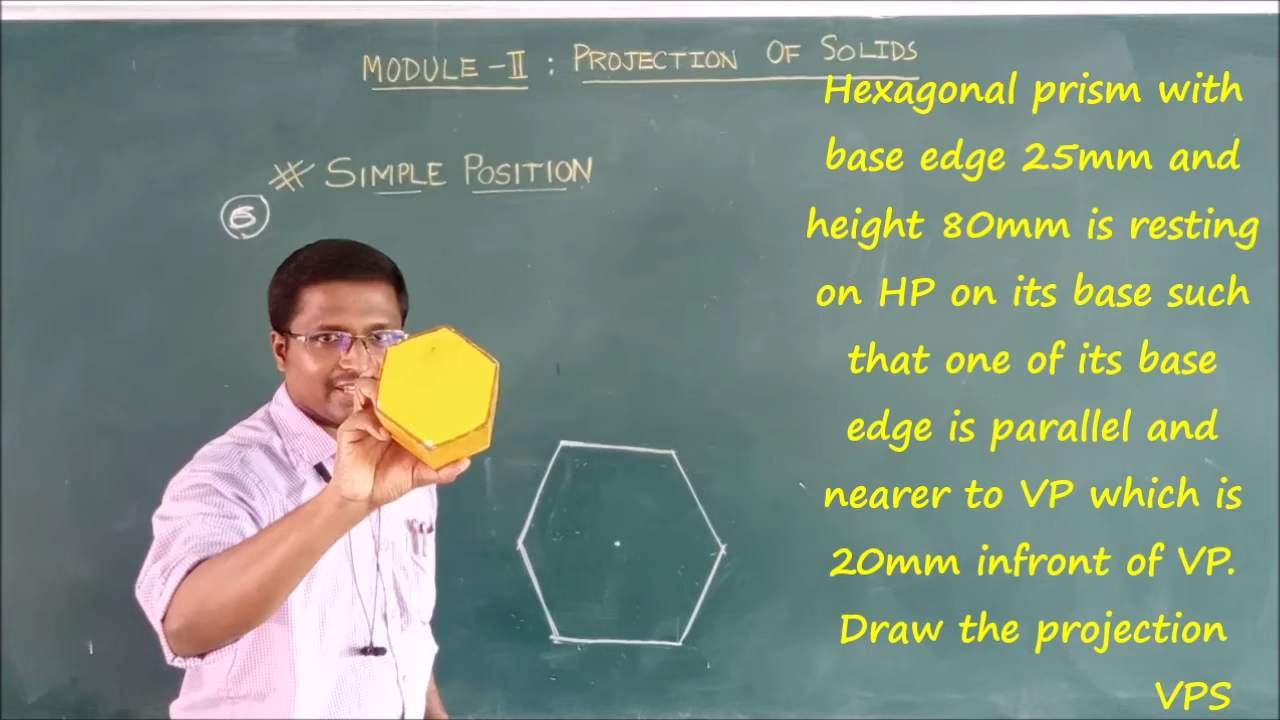 MODULE-II : PROJECTION OF SOLIDS
# SIMPLE POSITION
6
Hexagonal prism with
base edge 25mm and
height 80mm is resting
on HP on its base such
that one of its base
edge is parallel and
nearer to VP which is
20mm infront of VP.
Draw the projection
VPS